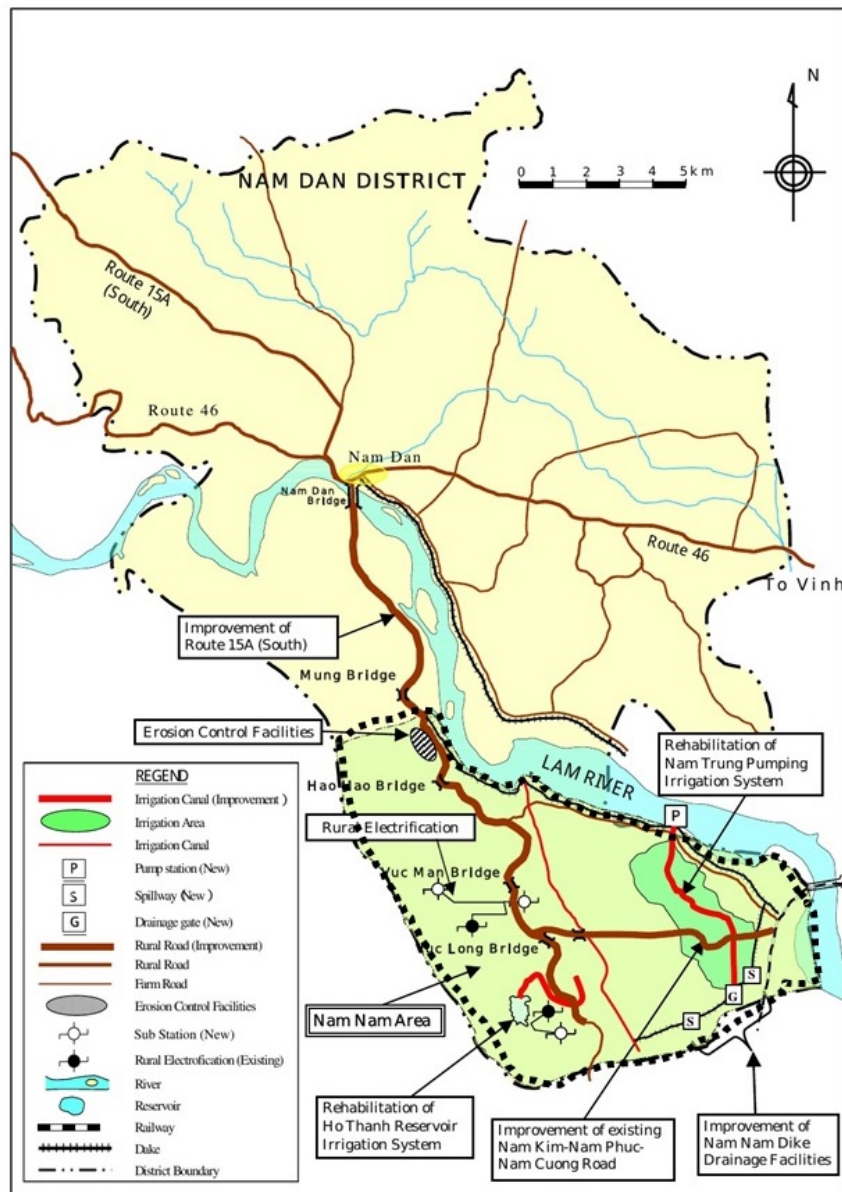 N
NAM DAN DISTRICT
0 1 2 3 4 5 km
Route 15A
(South)
Route 46
Nam Dan
Nam Dan
Bridge
Route 46
To Vinh
Improvement of
Route 15A (South)
Mung Bridge
Erosion Control Facilities
LAM RIVER
Rehabilitation of
Nam Trung Pumping
Irrigation System
Hao Hao Bridge
P
Rural Electrification
Vuc Man Bridge
uc Long Bridge
S
G
S
Nam Nam Area
Rehabilitation of
Ho Thanh Reservoir
Irrigation System
Improvement of existing
Nam Kim-Nam Phuc-
Nam Cuong Road
Improvement of
Nam Nam Dike
Drainage Facilities
REGEND
Irrigation Canal (Improvement )
Irrigation Area
Irrigation Canal
P Pump station (New)
S Spillway (New )
G Drainage gate (New)
Rural Road (Improvement)
Rural Road
Farm Road
Erosion Control Facilities
Sub Station (New)
Rural Electrofication (Existing)
River
Reservoir
Railway
Dake
District Boundary